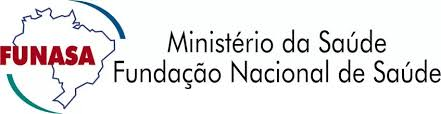 FUNASA
Ministério da Saúde
Fundação Nacional de Saúde